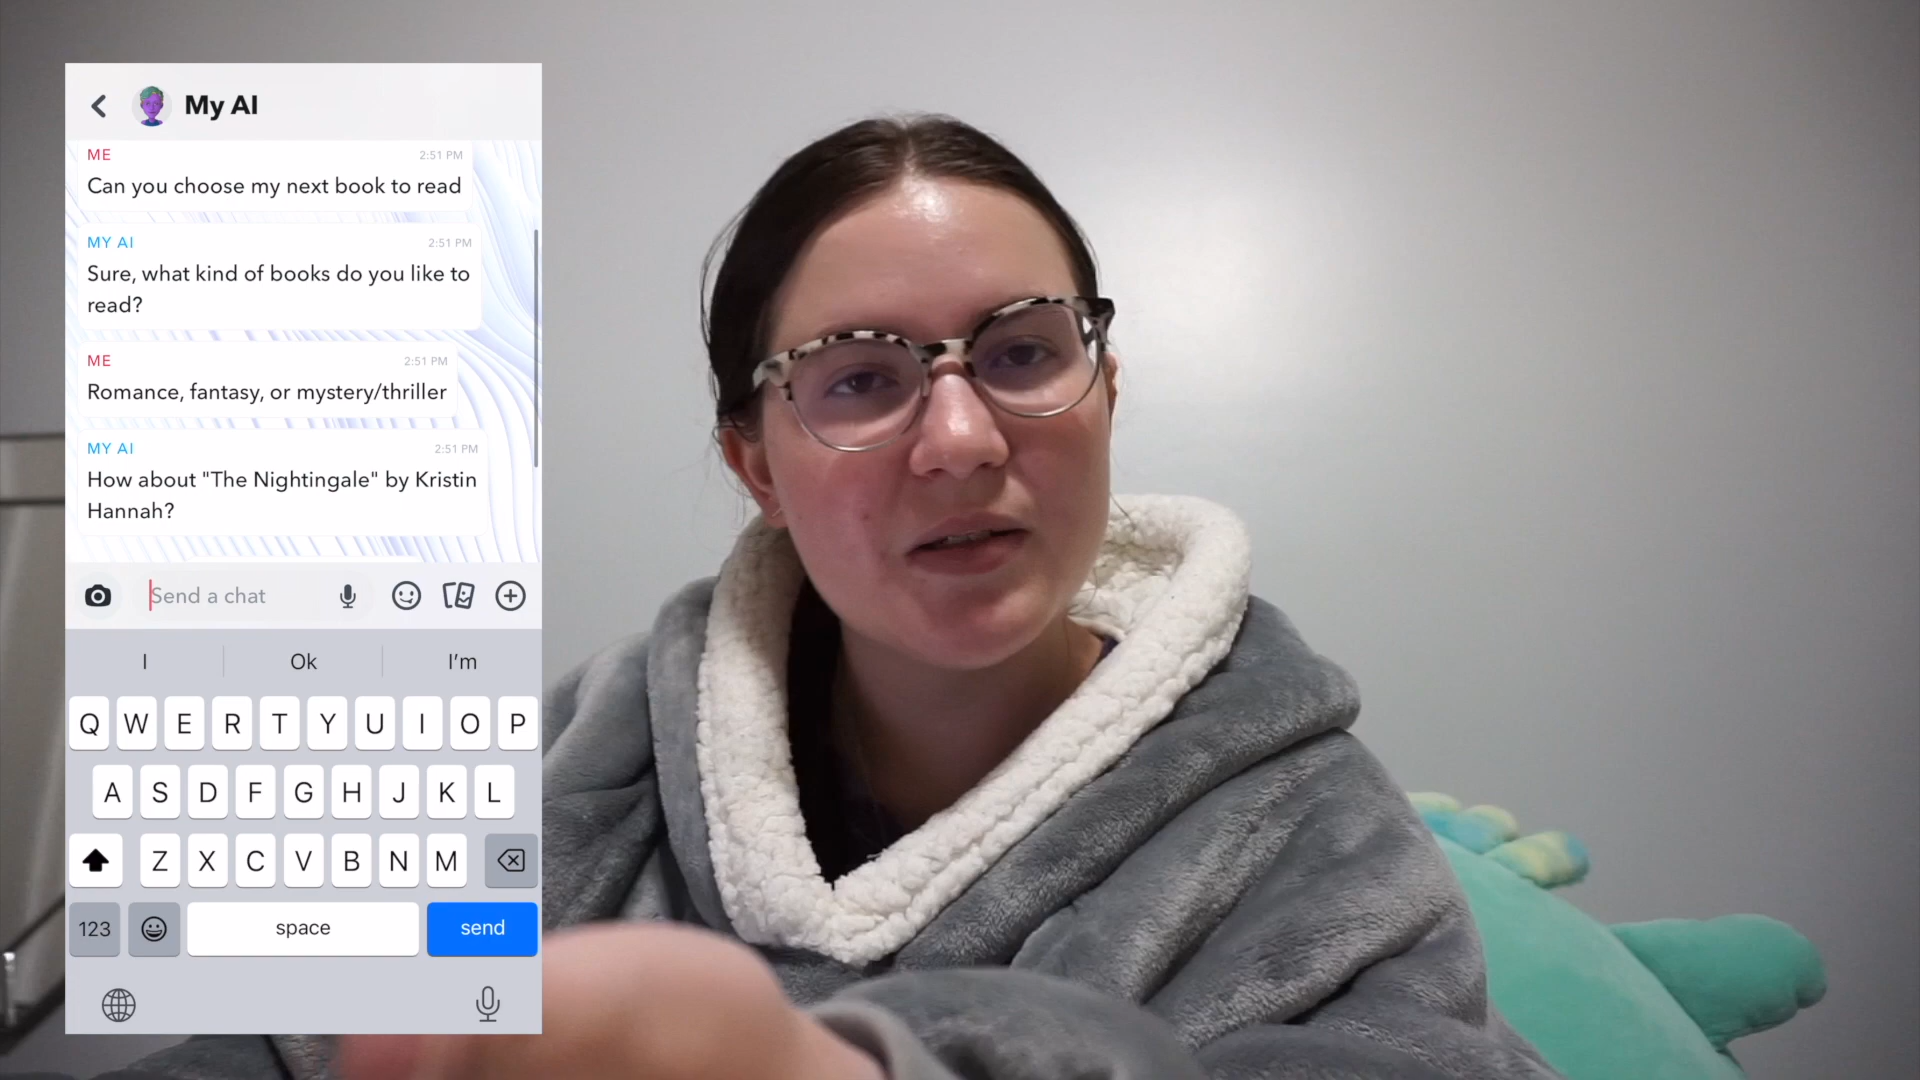 My AI
ME 2:51 PM
Can you choose my next book to read
MY AI 2:51 PM
Sure, what kind of books do you like to
read?
ME 2:51 PM
Romance, fantasy, or mystery/thriller
MY AI 2:51 PM
How about "The Nightingale" by Kristin
Hannah?
Send a chat
I Ok I'm
Q W E R T Y U I O P
A S D F G H J K L
Z X C V B N M
123 space send